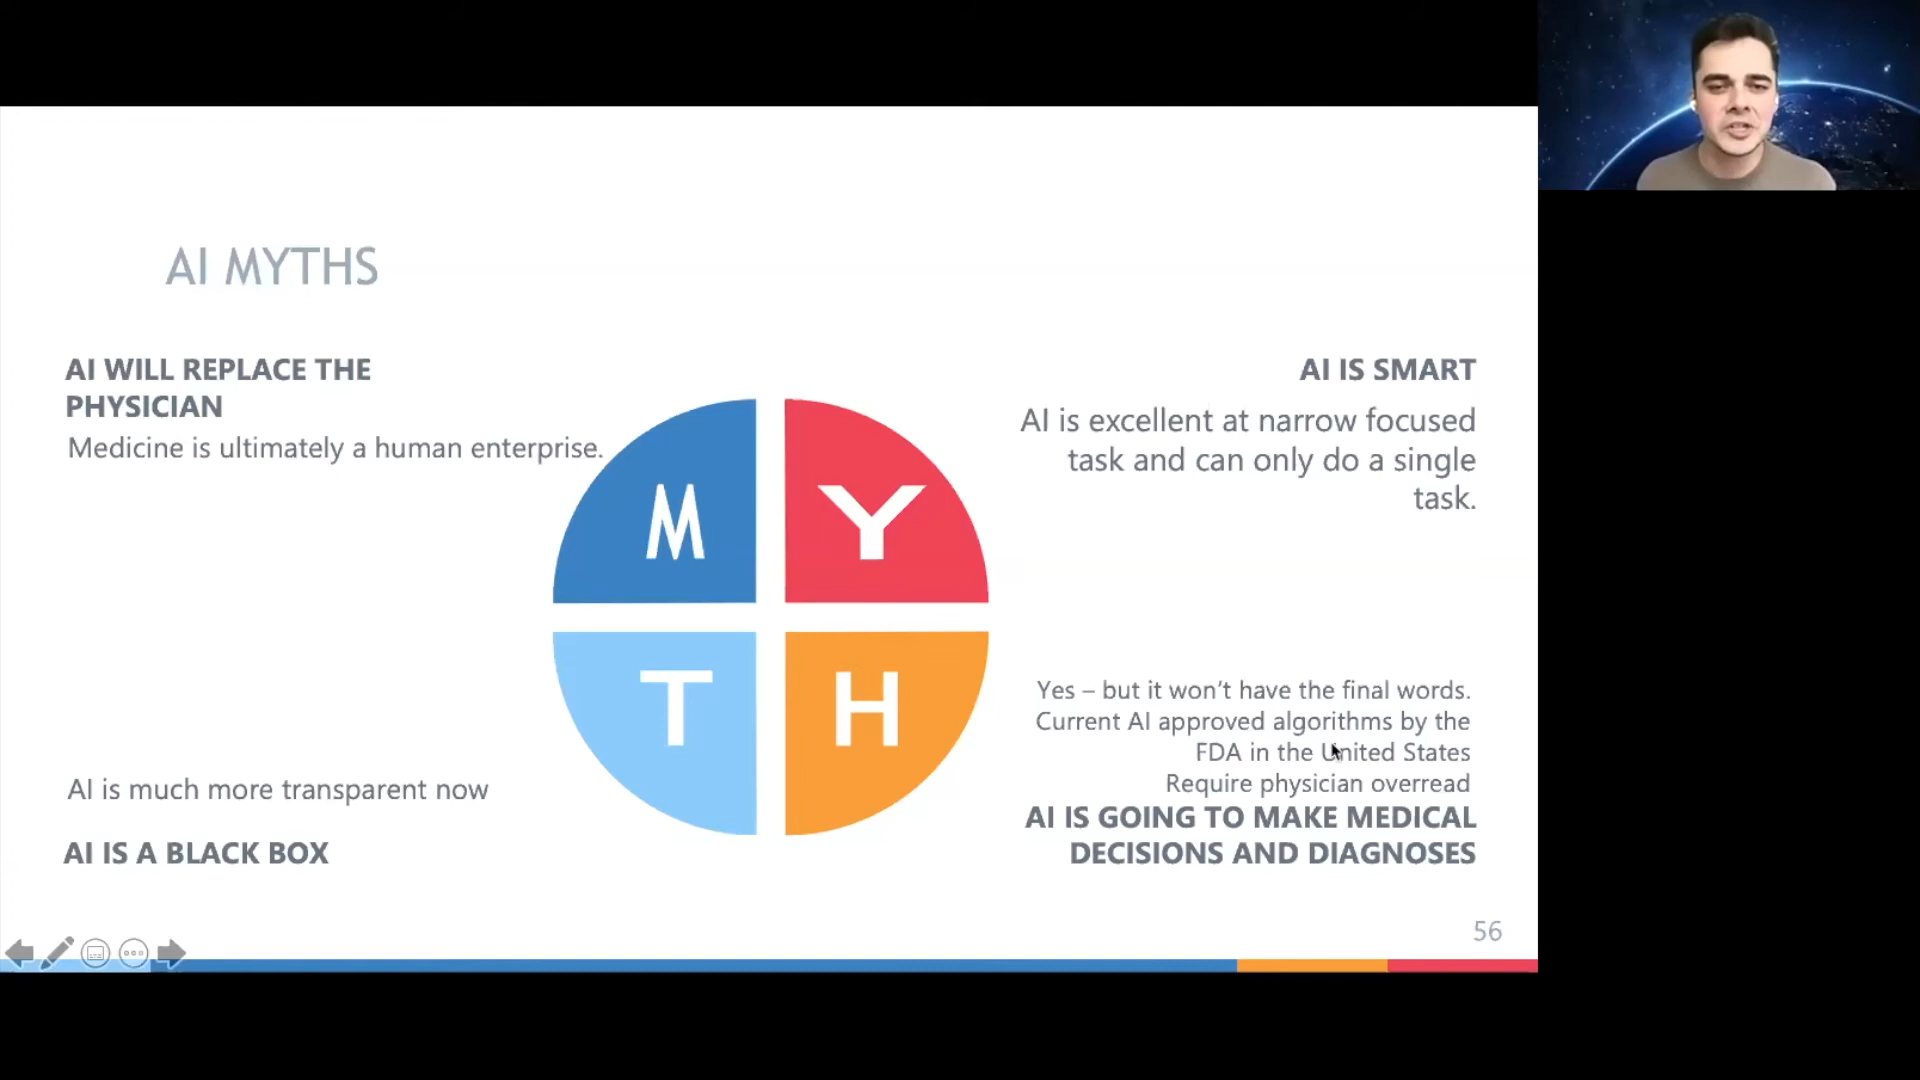 AI MYTHS
AI WILL REPLACE THE
PHYSICIAN
Medicine is ultimately a human enterprise.
AI IS SMART
AI is excellent at narrow focused
task and can only do a single
task.
M
Y
T
H
AI is much more transparent now
AI IS A BLACK BOX
Yes – but it won't have the final words.
Current AI approved algorithms by the
FDA in the United States
Require physician overread
AI IS GOING TO MAKE MEDICAL
DECISIONS AND DIAGNOSES
56